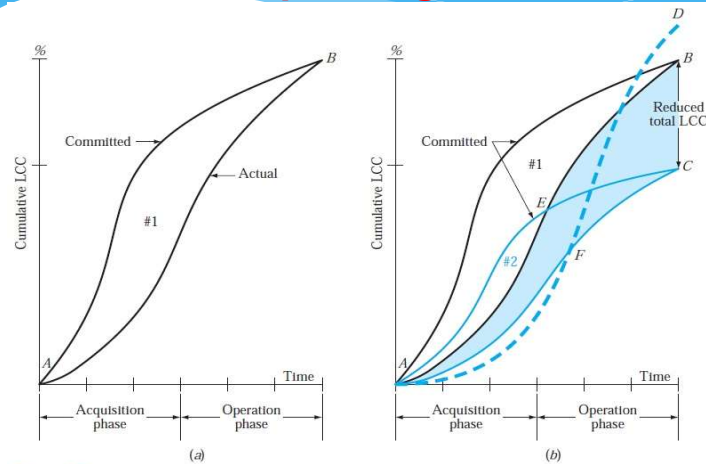 %
B
Committed
Actual
Cumulative LCC
#1
A
Time
Acquisition
phase
Operation
phase
(a)
D
%
B
Reduced
total LCC
Committed
#1
Cumulative LCC
E
C
#2
F
A
Time
Acquisition
phase
Operation
phase
(b)